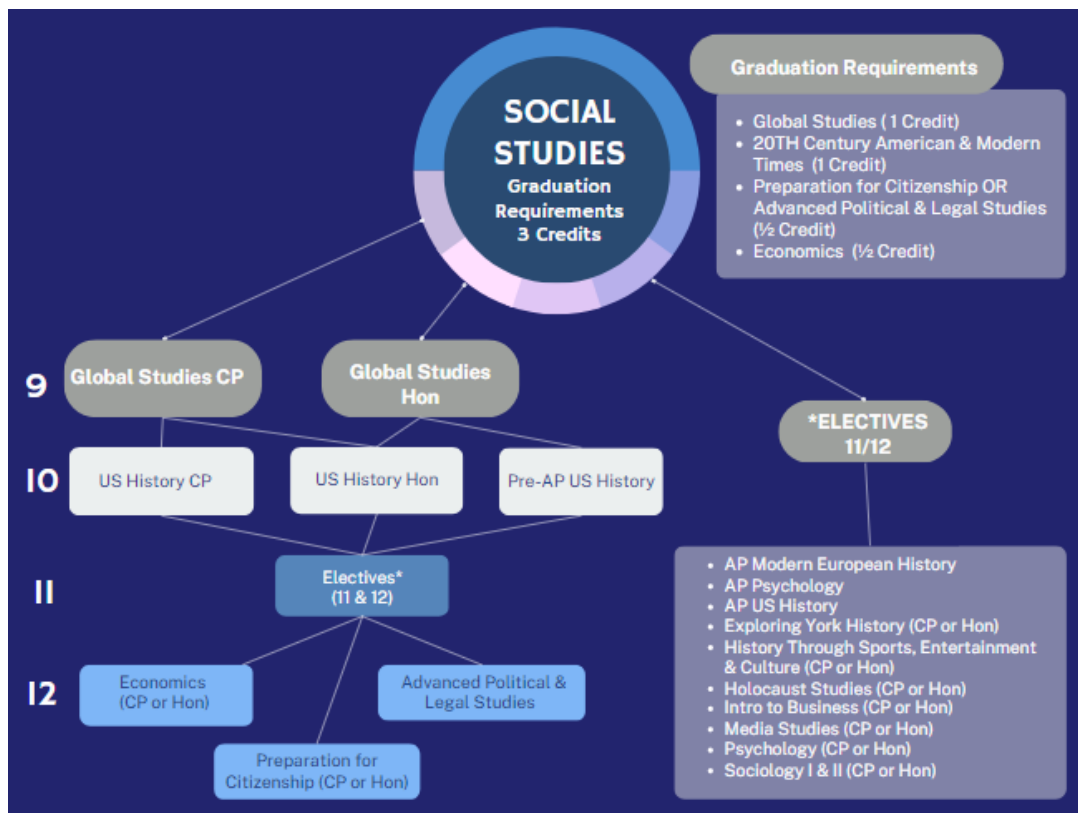 SOCIAL
STUDIES
Graduation
Requirements
3 Credits
Graduation Requirements
• Global Studies ( 1 Credit)
• 20TH Century American & Modern
Times (1 Credit)
• Preparation for Citizenship OR
Advanced Political & Legal Studies
(½ Credit)
• Economics (½ Credit)
9
Global Studies CP
Global Studies
Hon
*ELECTIVES
11/12
10
US History CP
US History Hon
Pre-AP US History
11
Electives*
(11 & 12)
12
Economics
(CP or Hon)
Advanced Political &
Legal Studies
Preparation for
Citizenship (CP or Hon)
• AP Modern European History
• AP Psychology
• AP US History
• Exploring York History (CP or Hon)
• History Through Sports, Entertainment
& Culture (CP or Hon)
• Holocaust Studies (CP or Hon)
• Intro to Business (CP or Hon)
• Media Studies (CP or Hon)
• Psychology (CP or Hon)
• Sociology I & II (CP or Hon)